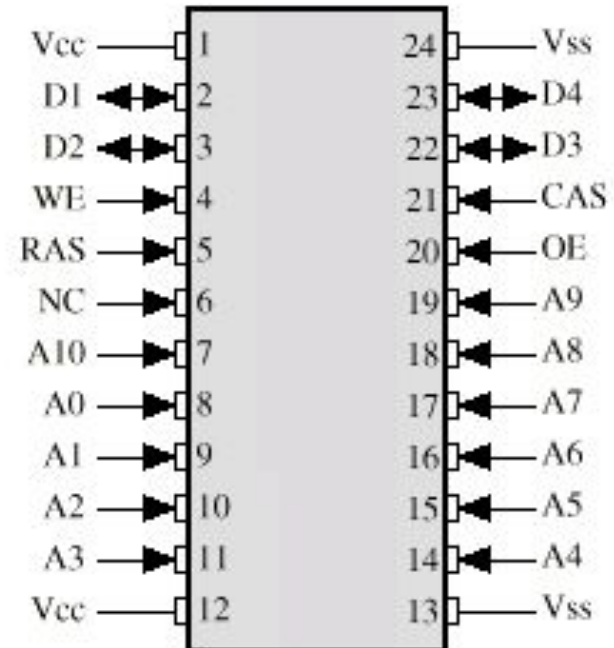 Vcc 1 24 Vss
D1 2 23 D4
D2 3 22 D3
WE 4 21 CAS
RAS 5 20 OE
NC 6 19 A9
A10 7 18 A8
A0 8 17 A7
A1 9 16 A6
A2 10 15 A5
A3 11 14 A4
Vcc 12 13 Vss